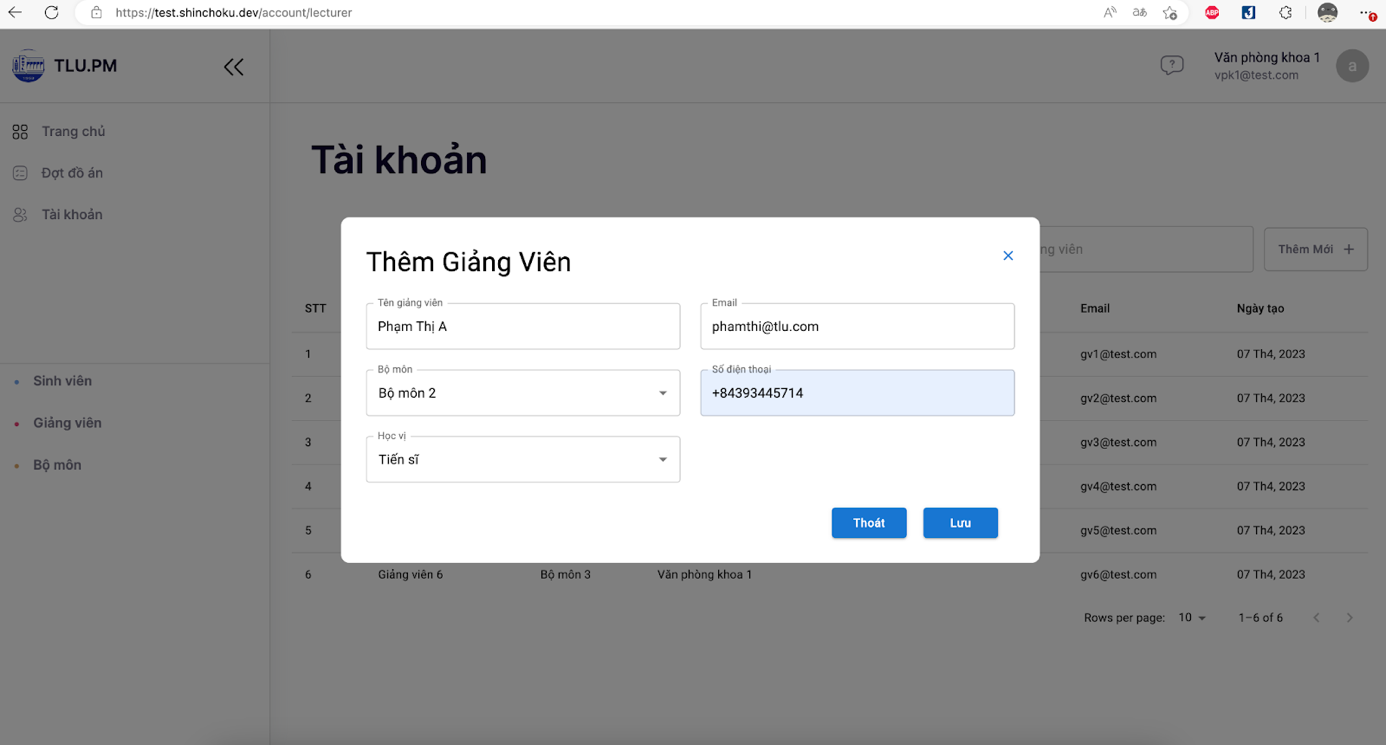 https://test.shinchoku.dev/account/lecturer
TLU.PM
Văn phòng khoa 1
vpk1@test.com
a
Trang chủ
Đợt đồ án
Tài khoản
Sinh viên
Giảng viên
Bộ môn
Tài khoản
ng viên
Thêm Mới
Thêm Giảng Viên
Tên giảng viên
Phạm Thị A
Email
phamthi@tlu.com
Bộ môn
Bộ môn 2
Số điện thoại
+84393445714
Học vị
Tiến sĩ
Thoát Lưu
STT Email Ngày tạo
1 gv1@test.com 07 Th4, 2023
2 gv2@test.com 07 Th4, 2023
3 gv3@test.com 07 Th4, 2023
4 gv4@test.com 07 Th4, 2023
5 gv5@test.com 07 Th4, 2023
6 Giảng viên 6 Bộ môn 3 Văn phòng khoa 1 gv6@test.com 07 Th4, 2023
Rows per page: 10 1–6 of 6